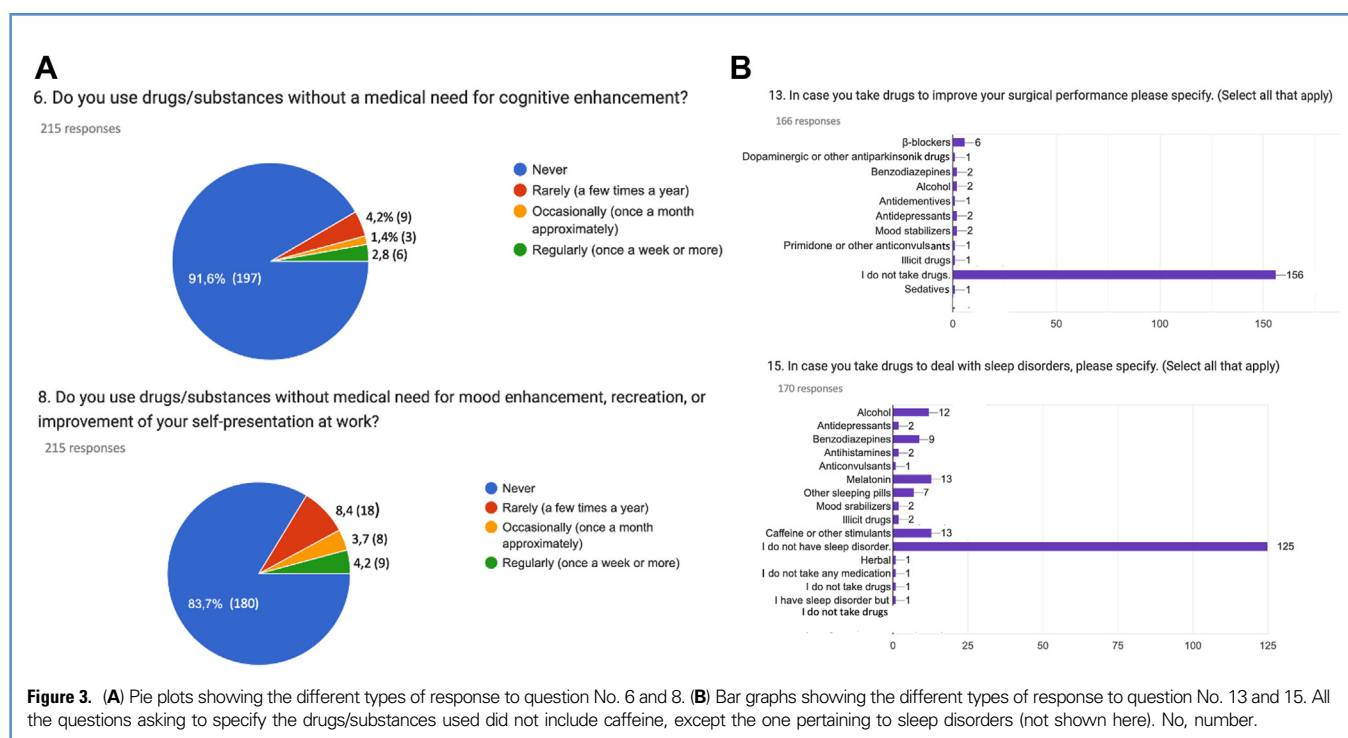 A
6. Do you use drugs/substances without a medical need for cognitive enhancement?
215 responses
Never
Rarely (a few times a year)
Occasionally (once a month
approximately)
Regularly (once a week or more)
4,2% (9)
1,4% (3)
2,8 (6)
91,6% (197)
8. Do you use drugs/substances without medical need for mood enhancement, recreation, or
improvement of your self-presentation at work?
215 responses
Never
Rarely (a few times a year)
Occasionally (once a month
approximately)
Regularly (once a week or more)
8,4 (18)
3,7 (8)
4,2 (9)
83,7% (180)
B
13. In case you take drugs to improve your surgical performance please specify. (Select all that apply)
166 responses
β-blockers 6
Dopaminergic or other antiparkinsonik drugs 1
Benzodiazepines 2
Alcohol 2
Antidementives 1
Antidepressants 2
Mood stabilizers 2
Primidone or other anticonvulsants 1
Illicit drugs 1
I do not take drugs. 156
Sedatives 1
0 50 100 150
15. In case you take drugs to deal with sleep disorders, please specify. (Select all that apply)
170 responses
Alcohol 12
Antidepressants 2
Benzodiazepines 9
Antihistamines 2
Anticonvulsants 1
Melatonin 13
Other sleeping pills 7
Mood srabilizers 2
Illicit drugs 2
Caffeine or other stimulants 13
I do not have sleep disorder. 125
Herbal 1
I do not take any medication 1
I do not take drugs 1
I have sleep disorder but 1
I do not take drugs
0 25 50 75 100 125
Figure 3. (A) Pie plots showing the different types of response to question No. 6 and 8. (B) Bar graphs showing the different types of response to question No. 13 and 15. All
the questions asking to specify the drugs/substances used did not include caffeine, except the one pertaining to sleep disorders (not shown here). No, number.